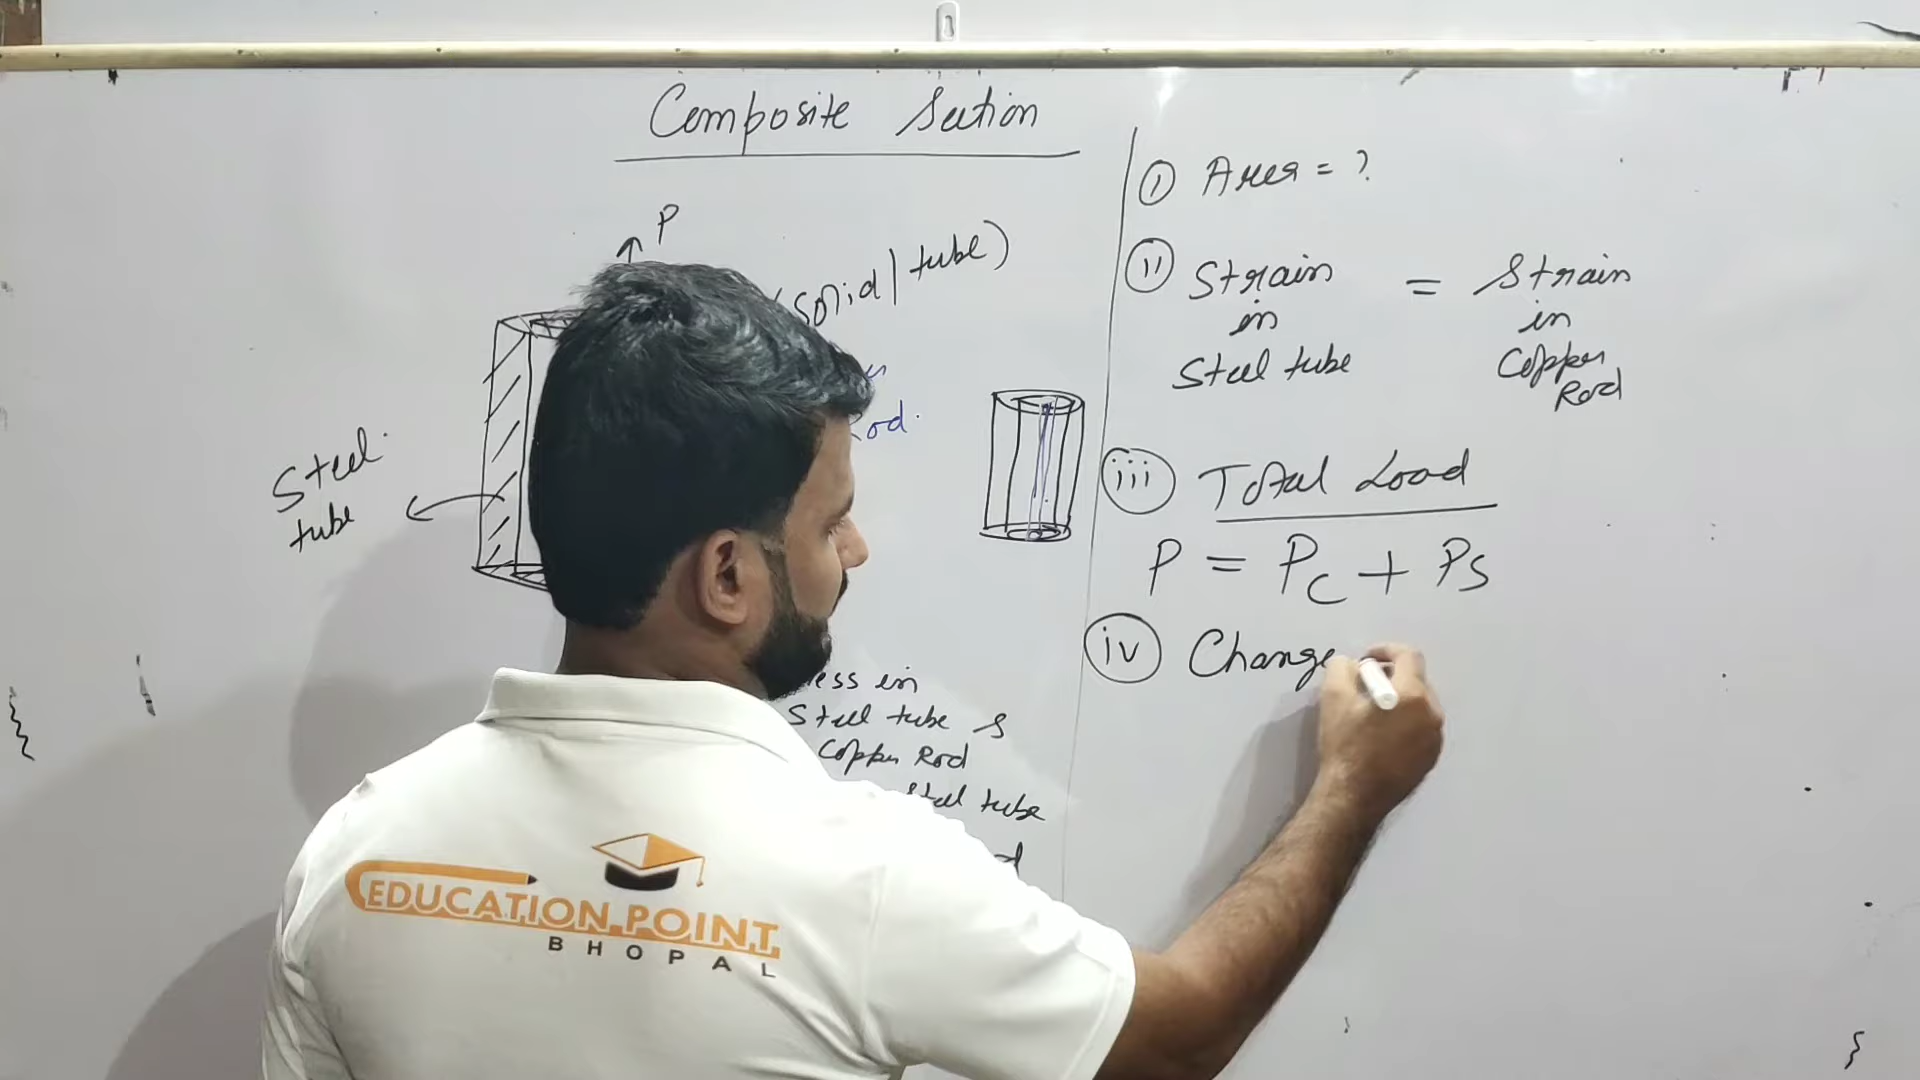 Composite Section
P
(Solid / tube)
Rod.
Steel
tube
ess in
Steel tube &
Copper Rod
Steel tube
d
(i) Area = ?
(ii) Strain = Strain
in in
Steel tube Copper
Rod
(iii) Total Load
P = Pc + Ps
(iv) Change
EDUCATION POINT
BHOPAL